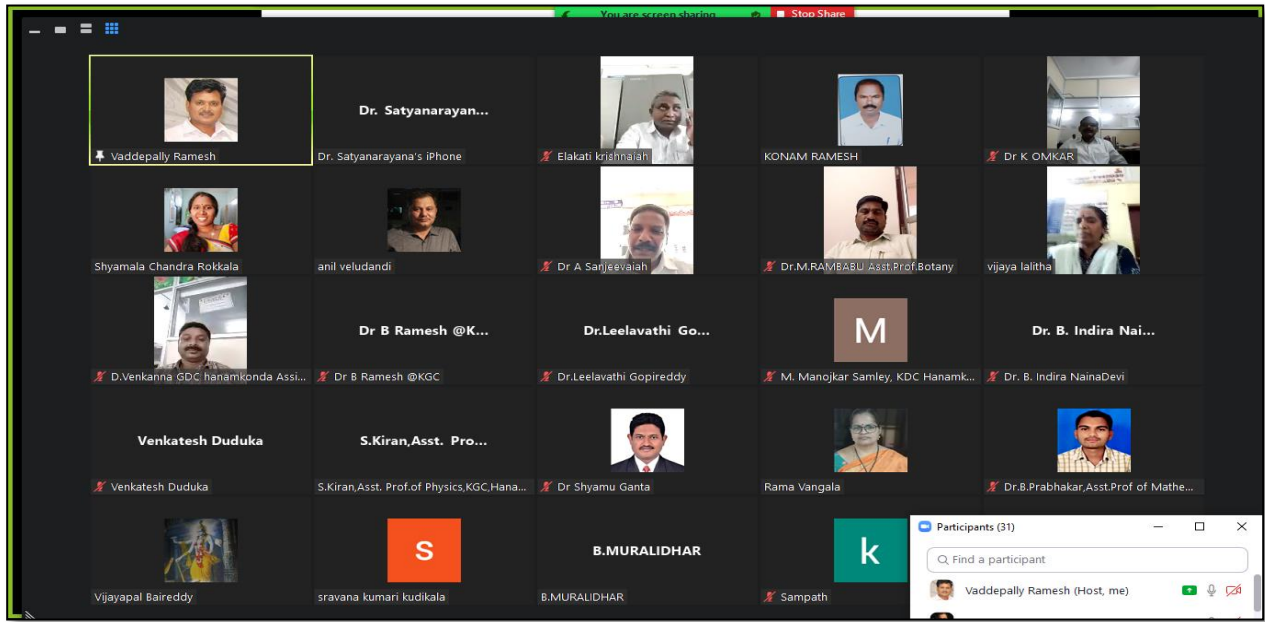 You are screen sharing
Stop Share
Vaddepally Ramesh
Dr. Satyanarayan...
Dr. Satyanarayana's iPhone
Elakati krishnaiah
KONAM RAMESH
Dr K OMKAR
Shyamala Chandra Rokkala
anil veludandi
Dr A Sanjeevaiah
Dr.M.RAMBABU Asst.Prof.Botany
vijaya lalitha
D.Venkanna GDC hanamkonda Assi...
Dr B Ramesh @K...
Dr B Ramesh @KGC
Dr.Leelavathi Go...
Dr.Leelavathi Gopireddy
M
M. Manojkar Samley, KDC Hanamk...
Dr. B. Indira Nai...
Dr. B. Indira NainaDevi
Venkatesh Duduka
Venkatesh Duduka
S.Kiran,Asst. Pro...
S.Kiran,Asst. Prof.of Physics,KGC,Hana...
Dr Shyamu Ganta
Rama Vangala
Dr.B.Prabhakar,Asst.Prof of Mathe...
Vijayapal Baireddy
S
sravana kumari kudikala
B.MURALIDHAR
B.MURALIDHAR
k
Sampath
Participants (31)
Find a participant
Vaddepally Ramesh (Host, me)